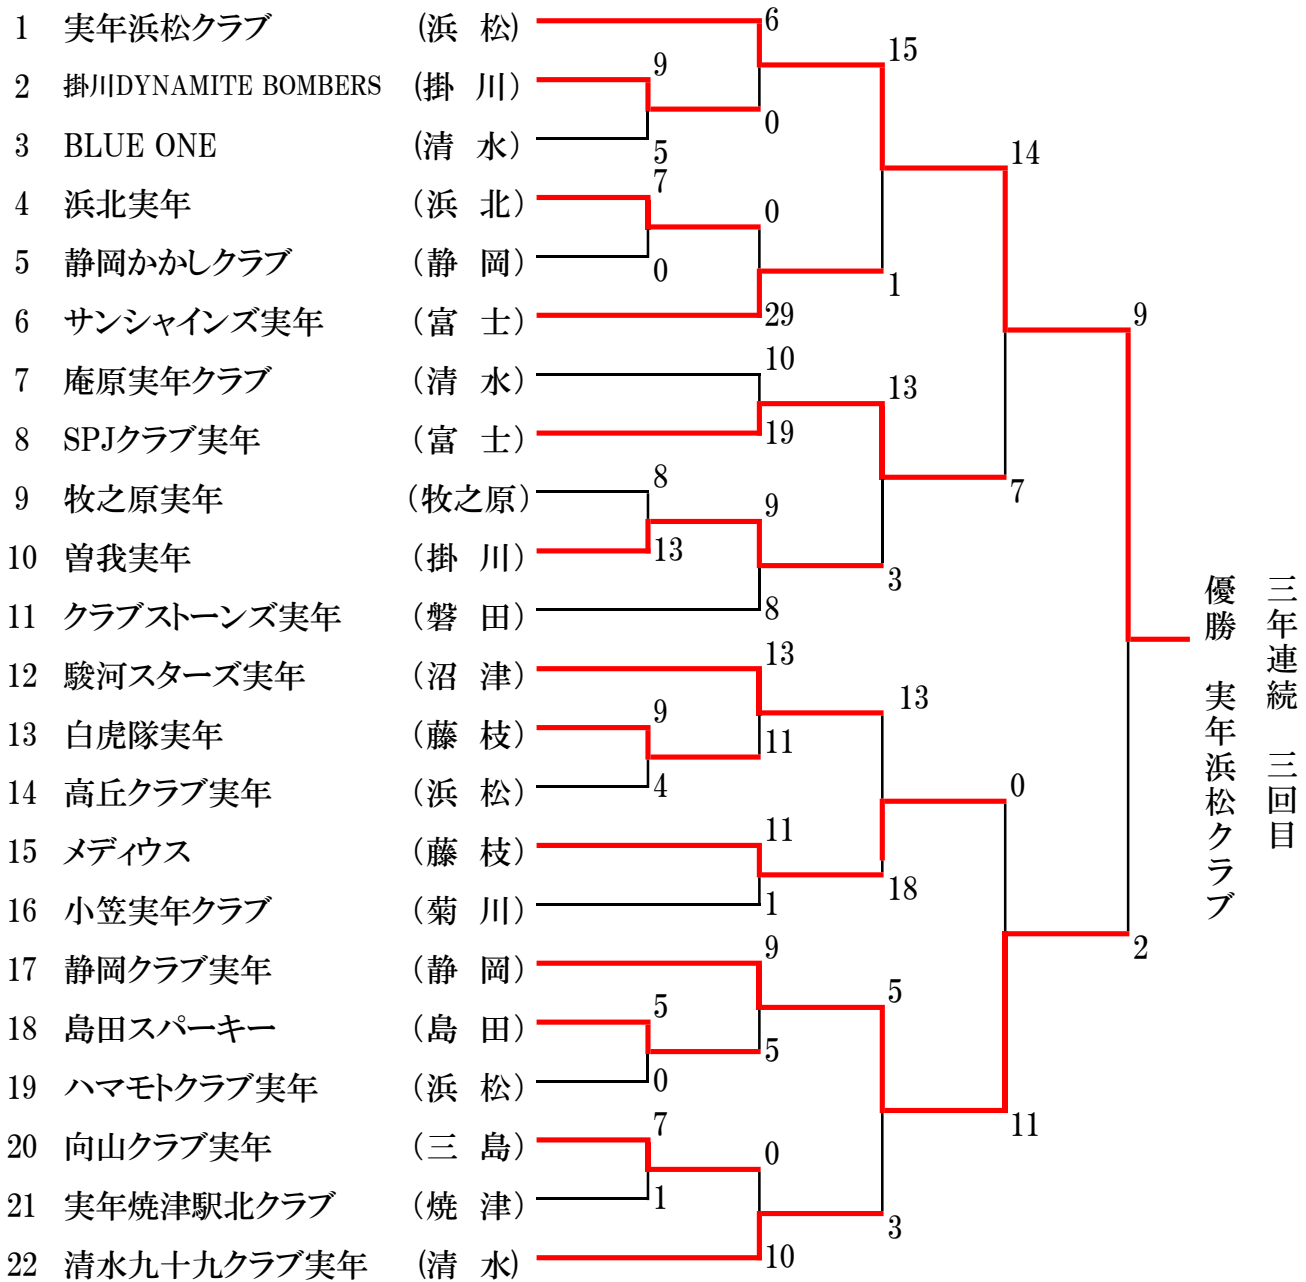 1 実年浜松クラブ (浜 松)
2 掛川DYNAMITE BOMBERS (掛 川)
3 BLUE ONE (清 水)
4 浜北実年 (浜 北)
5 静岡かかしクラブ (静 岡)
6 サンシャインズ実年 (富 士)
7 庵原実年クラブ (清 水)
8 SPJクラブ実年 (富 士)
9 牧之原実年 (牧之原)
10 曽我実年 (掛 川)
11 クラブストーンズ実年 (磐 田)
12 駿河スターズ実年 (沼 津)
13 白虎隊実年 (藤 枝)
14 高丘クラブ実年 (浜 松)
15 メディウス (藤 枝)
16 小笠実年クラブ (菊 川)
17 静岡クラブ実年 (静 岡)
18 島田スパーキー (島 田)
19 ハマモトクラブ実年 (浜 松)
20 向山クラブ実年 (三 島)
21 実年焼津駅北クラブ (焼 津)
22 清水九十九クラブ実年 (清 水)
9
5
7
0
8
13
9
4
5
0
7
1
6
0
0
29
10
19
9
8
13
11
11
1
9
5
0
10
15
1
13
3
13
18
5
3
14
7
0
11
9
2
三年連続 三回目
優勝 実年浜松クラブ